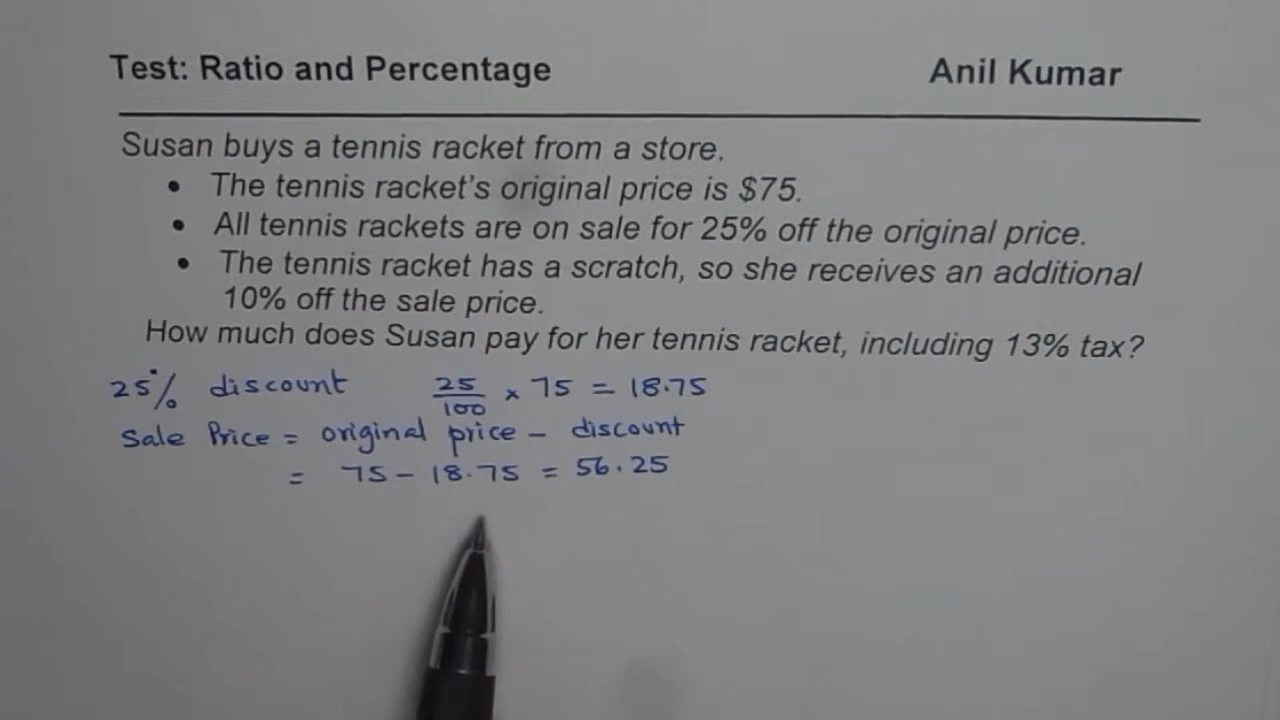 Test: Ratio and Percentage Anil Kumar
Susan buys a tennis racket from a store.
• The tennis racket's original price is $75.
• All tennis rackets are on sale for 25% off the original price.
• The tennis racket has a scratch, so she receives an additional
10% off the sale price.
How much does Susan pay for her tennis racket, including 13% tax?
25% discount 25/100 × 75 = 18.75
Sale Price = original price - discount
= 75 - 18.75 = 56.25